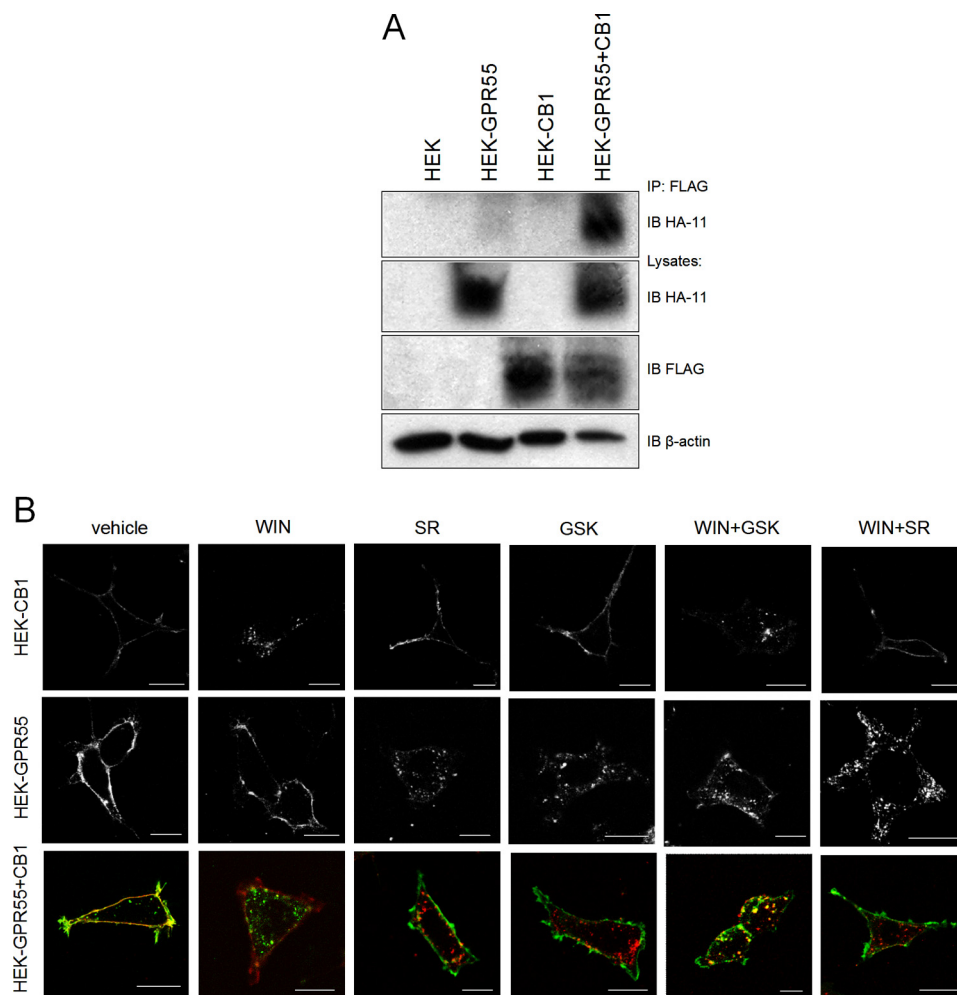 A
HEK
HEK-GPR55
HEK-CB1
HEK-GPR55+CB1
IP: FLAG
IB HA-11
Lysates:
IB HA-11
IB FLAG
IB β-actin
B
vehicle WIN SR GSK WIN+GSK WIN+SR
HEK-CB1
HEK-GPR55
HEK-GPR55+CB1